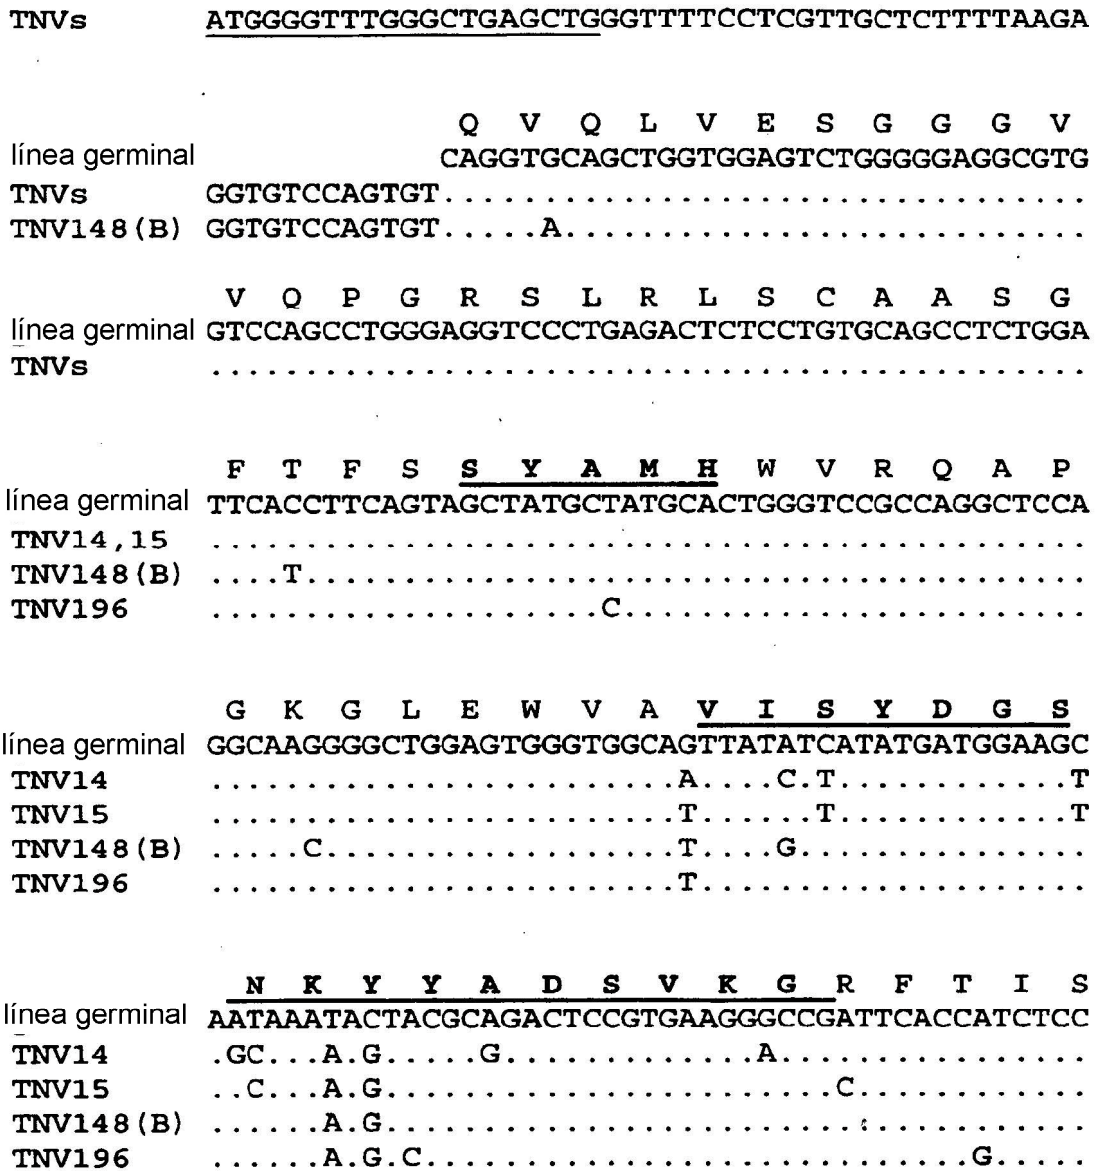 TNVs ATGGGGTTTGGGCTGAGCTGGGTTTTCCTCGTTGCTCTTTTAAGA
Q V Q L V E S G G G V
línea germinal CAGGTGCAGCTGGTGGAGTCTGGGGGAGGCGTG
TNVs GGTGTCCAGTGT.................................
TNV148(B) GGTGTCCAGTGT.....A...........................
V Q P G R S L R L S C A A S G
línea germinal GTCCAGCCTGGGAGGTCCCTGAGACTCTCCTGTGCAGCCTCTGGA
TNVs .............................................
F T F S S Y A M H W V R Q A P
línea germinal TTCACCTTCAGTAGCTATGCTATGCACTGGGTCCGCCAGGCTCCA
TNV14,15 .............................................
TNV148(B) ....T........................................
TNV196 ....................C........................
G K G L E W V A V I S Y D G S
línea germinal GGCAAGGGGCTGGAGTGGGTGGCAGTTATATCATATGATGGAAGC
TNV14 ........................A....C.T............T
TNV15 ........................T......T............T
TNV148(B) .....C..................T....G...............
TNV196 ........................T....................
N K Y Y A D S V K G R F T I S
línea germinal AATAAATACTACGCAGACTCCGTGAAGGGCCGATTCACCATCTCC
TNV14 .GC...A.G.....G.............A................
TNV15 ..C...A.G.......................C............
TNV148(B) ......A.G....................................
TNV196 ......A.G.C............................G.....